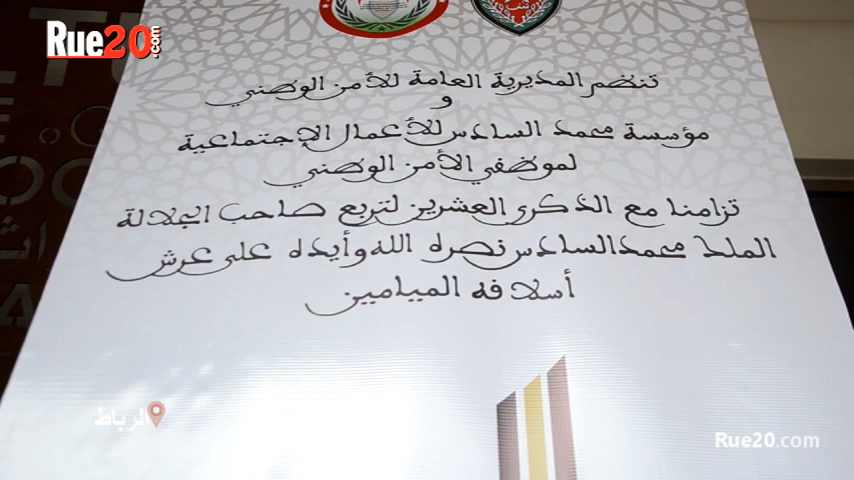 Rue20.com
تنظم المديرية العامة للأمن الوطني
و
مؤسسة محمد السادس للأعمال الإجتماعية
لموظفي الأمن الوطني
تزامنا مع الذكرى العشرين لتربع صاحب الجلالة
الملك محمد السادس نصره الله وأيده على عرش
أسلافه الميامين
الرباط
Rue20.com